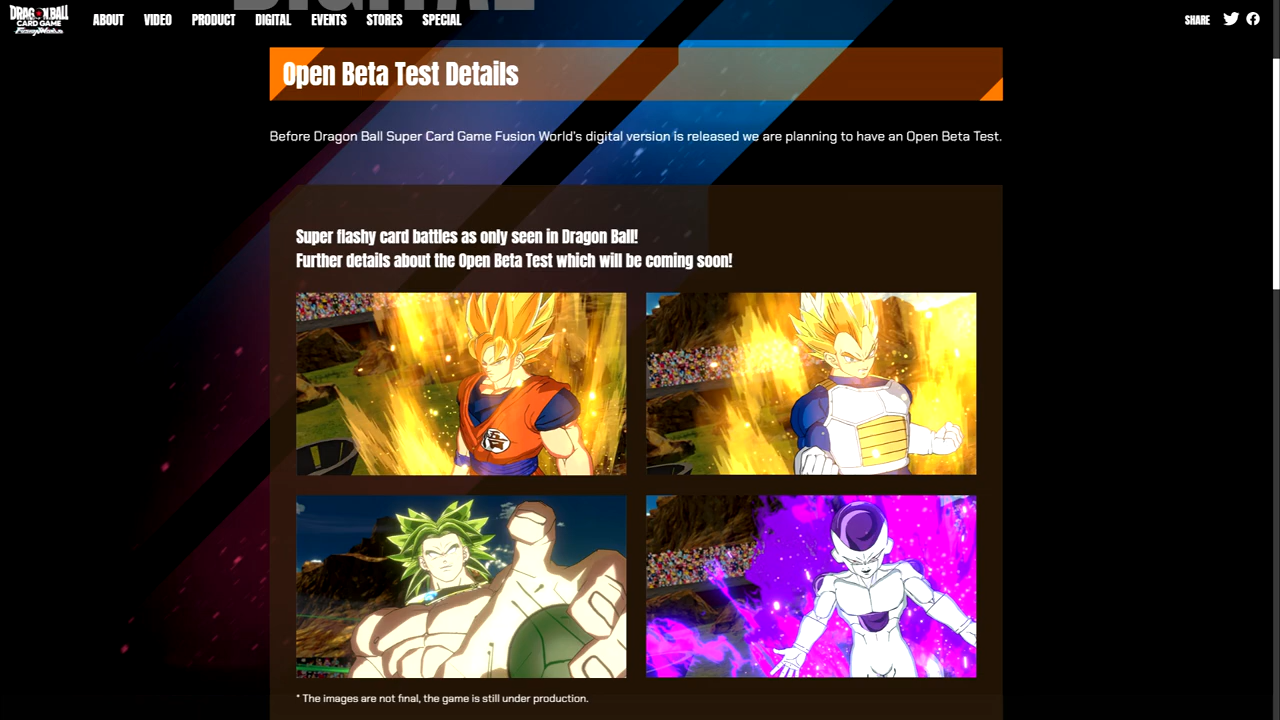 DIGITAL
DRAGON BALL
CARD GAME
Fusion World
ABOUT VIDEO PRODUCT DIGITAL EVENTS STORES SPECIAL SHARE
Open Beta Test Details
Before Dragon Ball Super Card Game Fusion World's digital version is released we are planning to have an Open Beta Test.
Super flashy card battles as only seen in Dragon Ball!
Further details about the Open Beta Test which will be coming soon!
* The images are not final, the game is still under production.